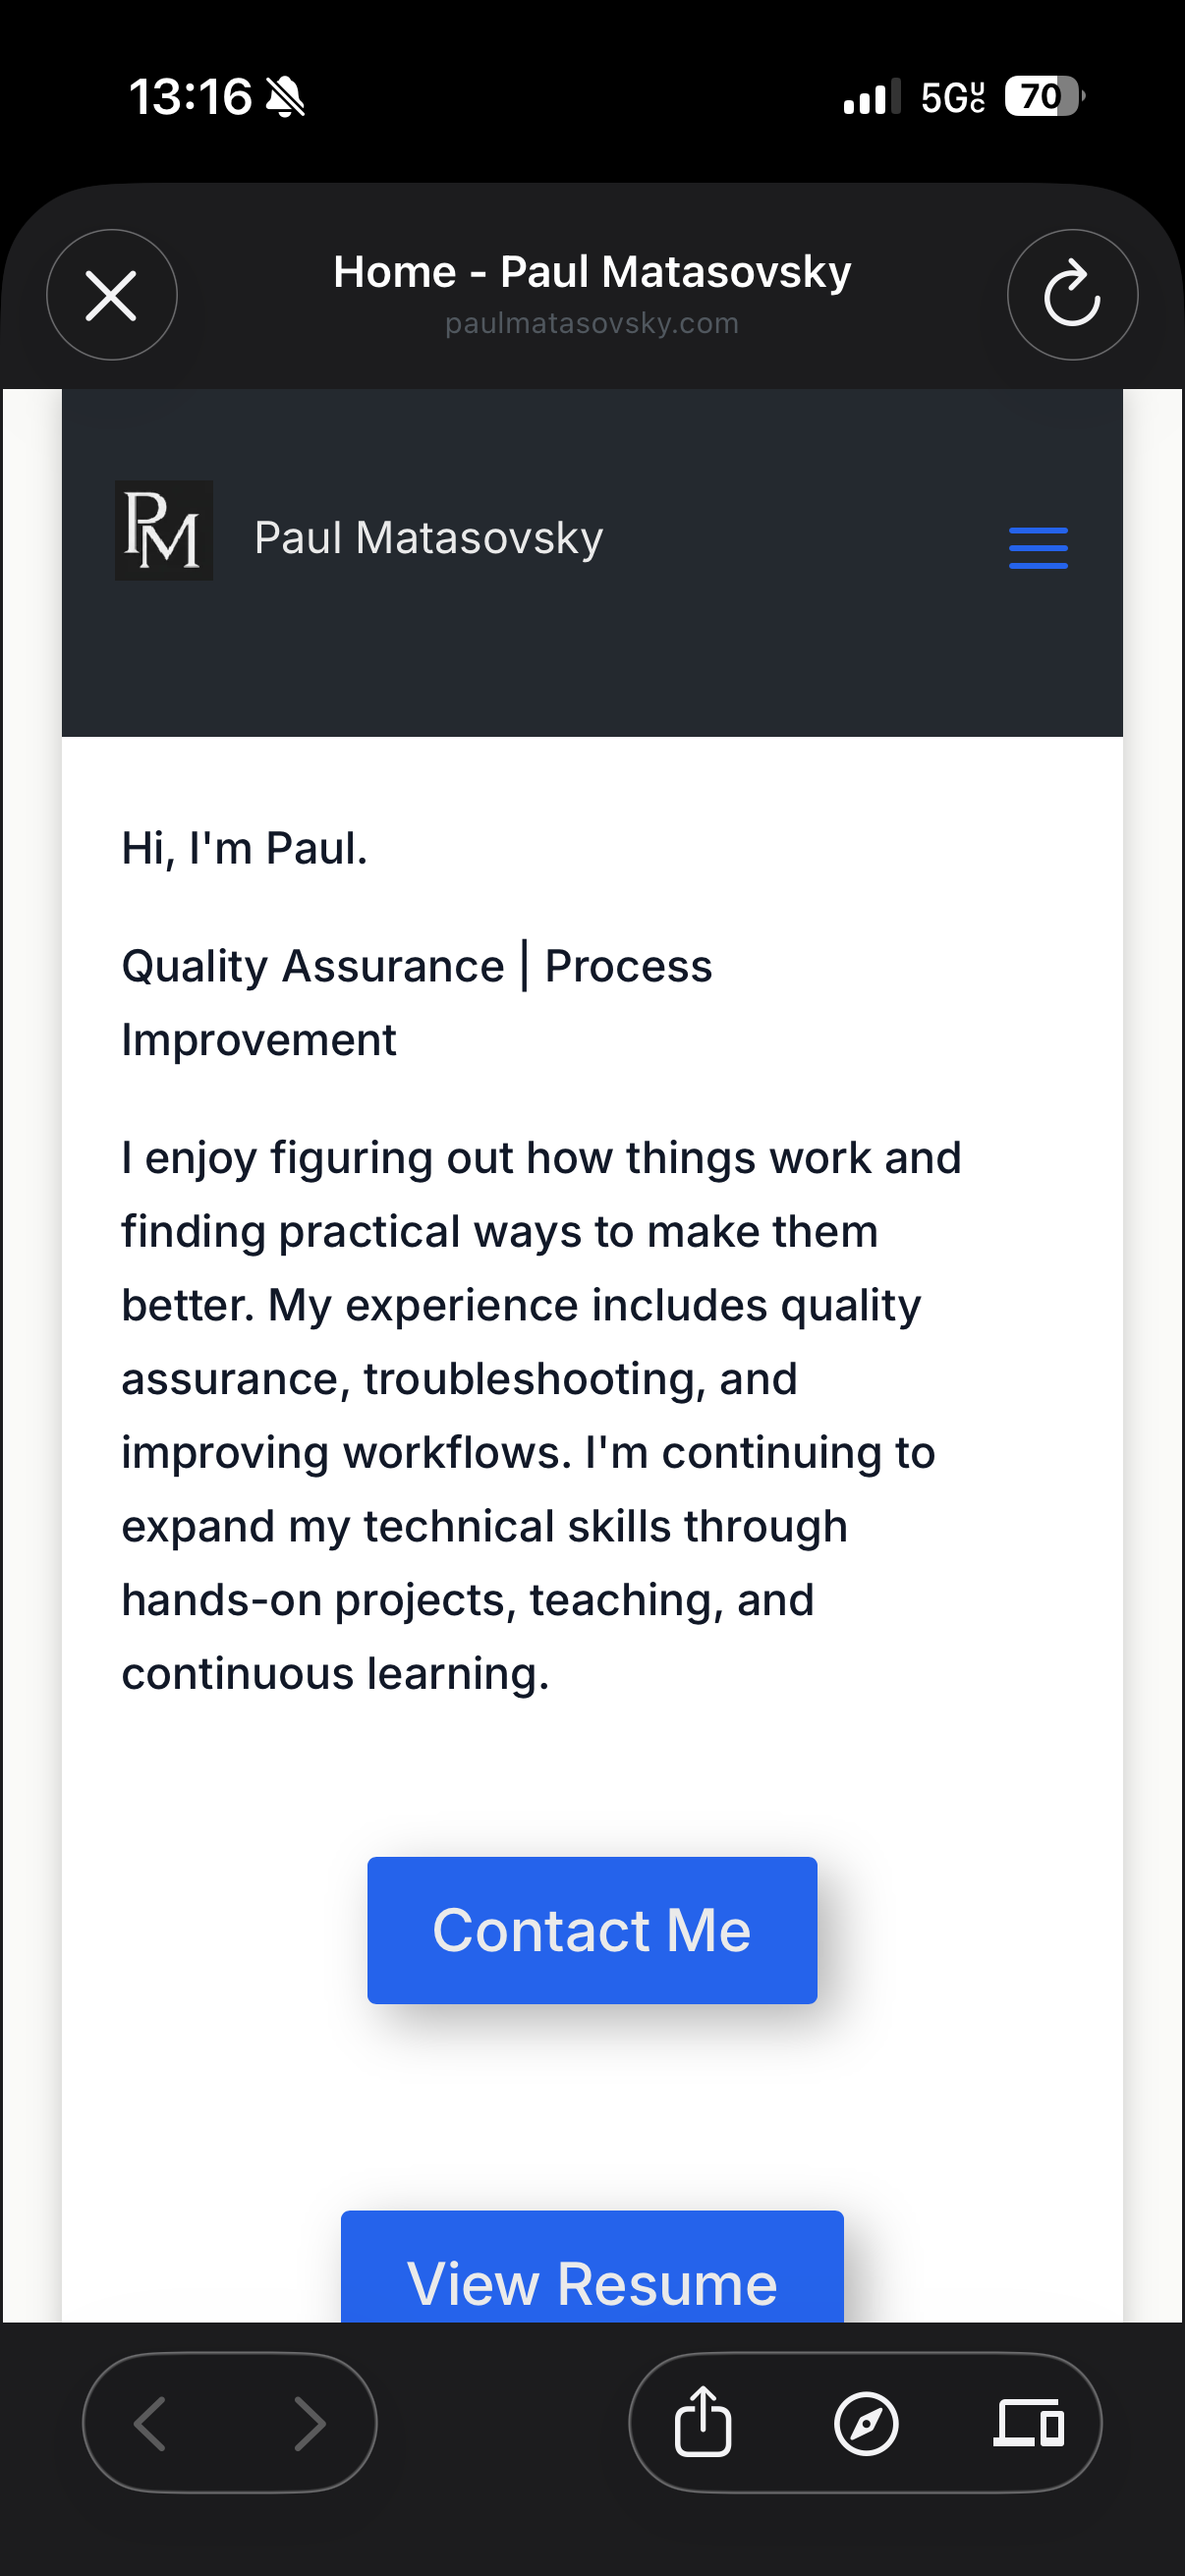 13:16
5G UC 70
Home - Paul Matasovsky
paulmatasovsky.com
PM Paul Matasovsky
Hi, I'm Paul.
Quality Assurance | Process
Improvement
I enjoy figuring out how things work and
finding practical ways to make them
better. My experience includes quality
assurance, troubleshooting, and
improving workflows. I'm continuing to
expand my technical skills through
hands-on projects, teaching, and
continuous learning.
Contact Me
View Resume